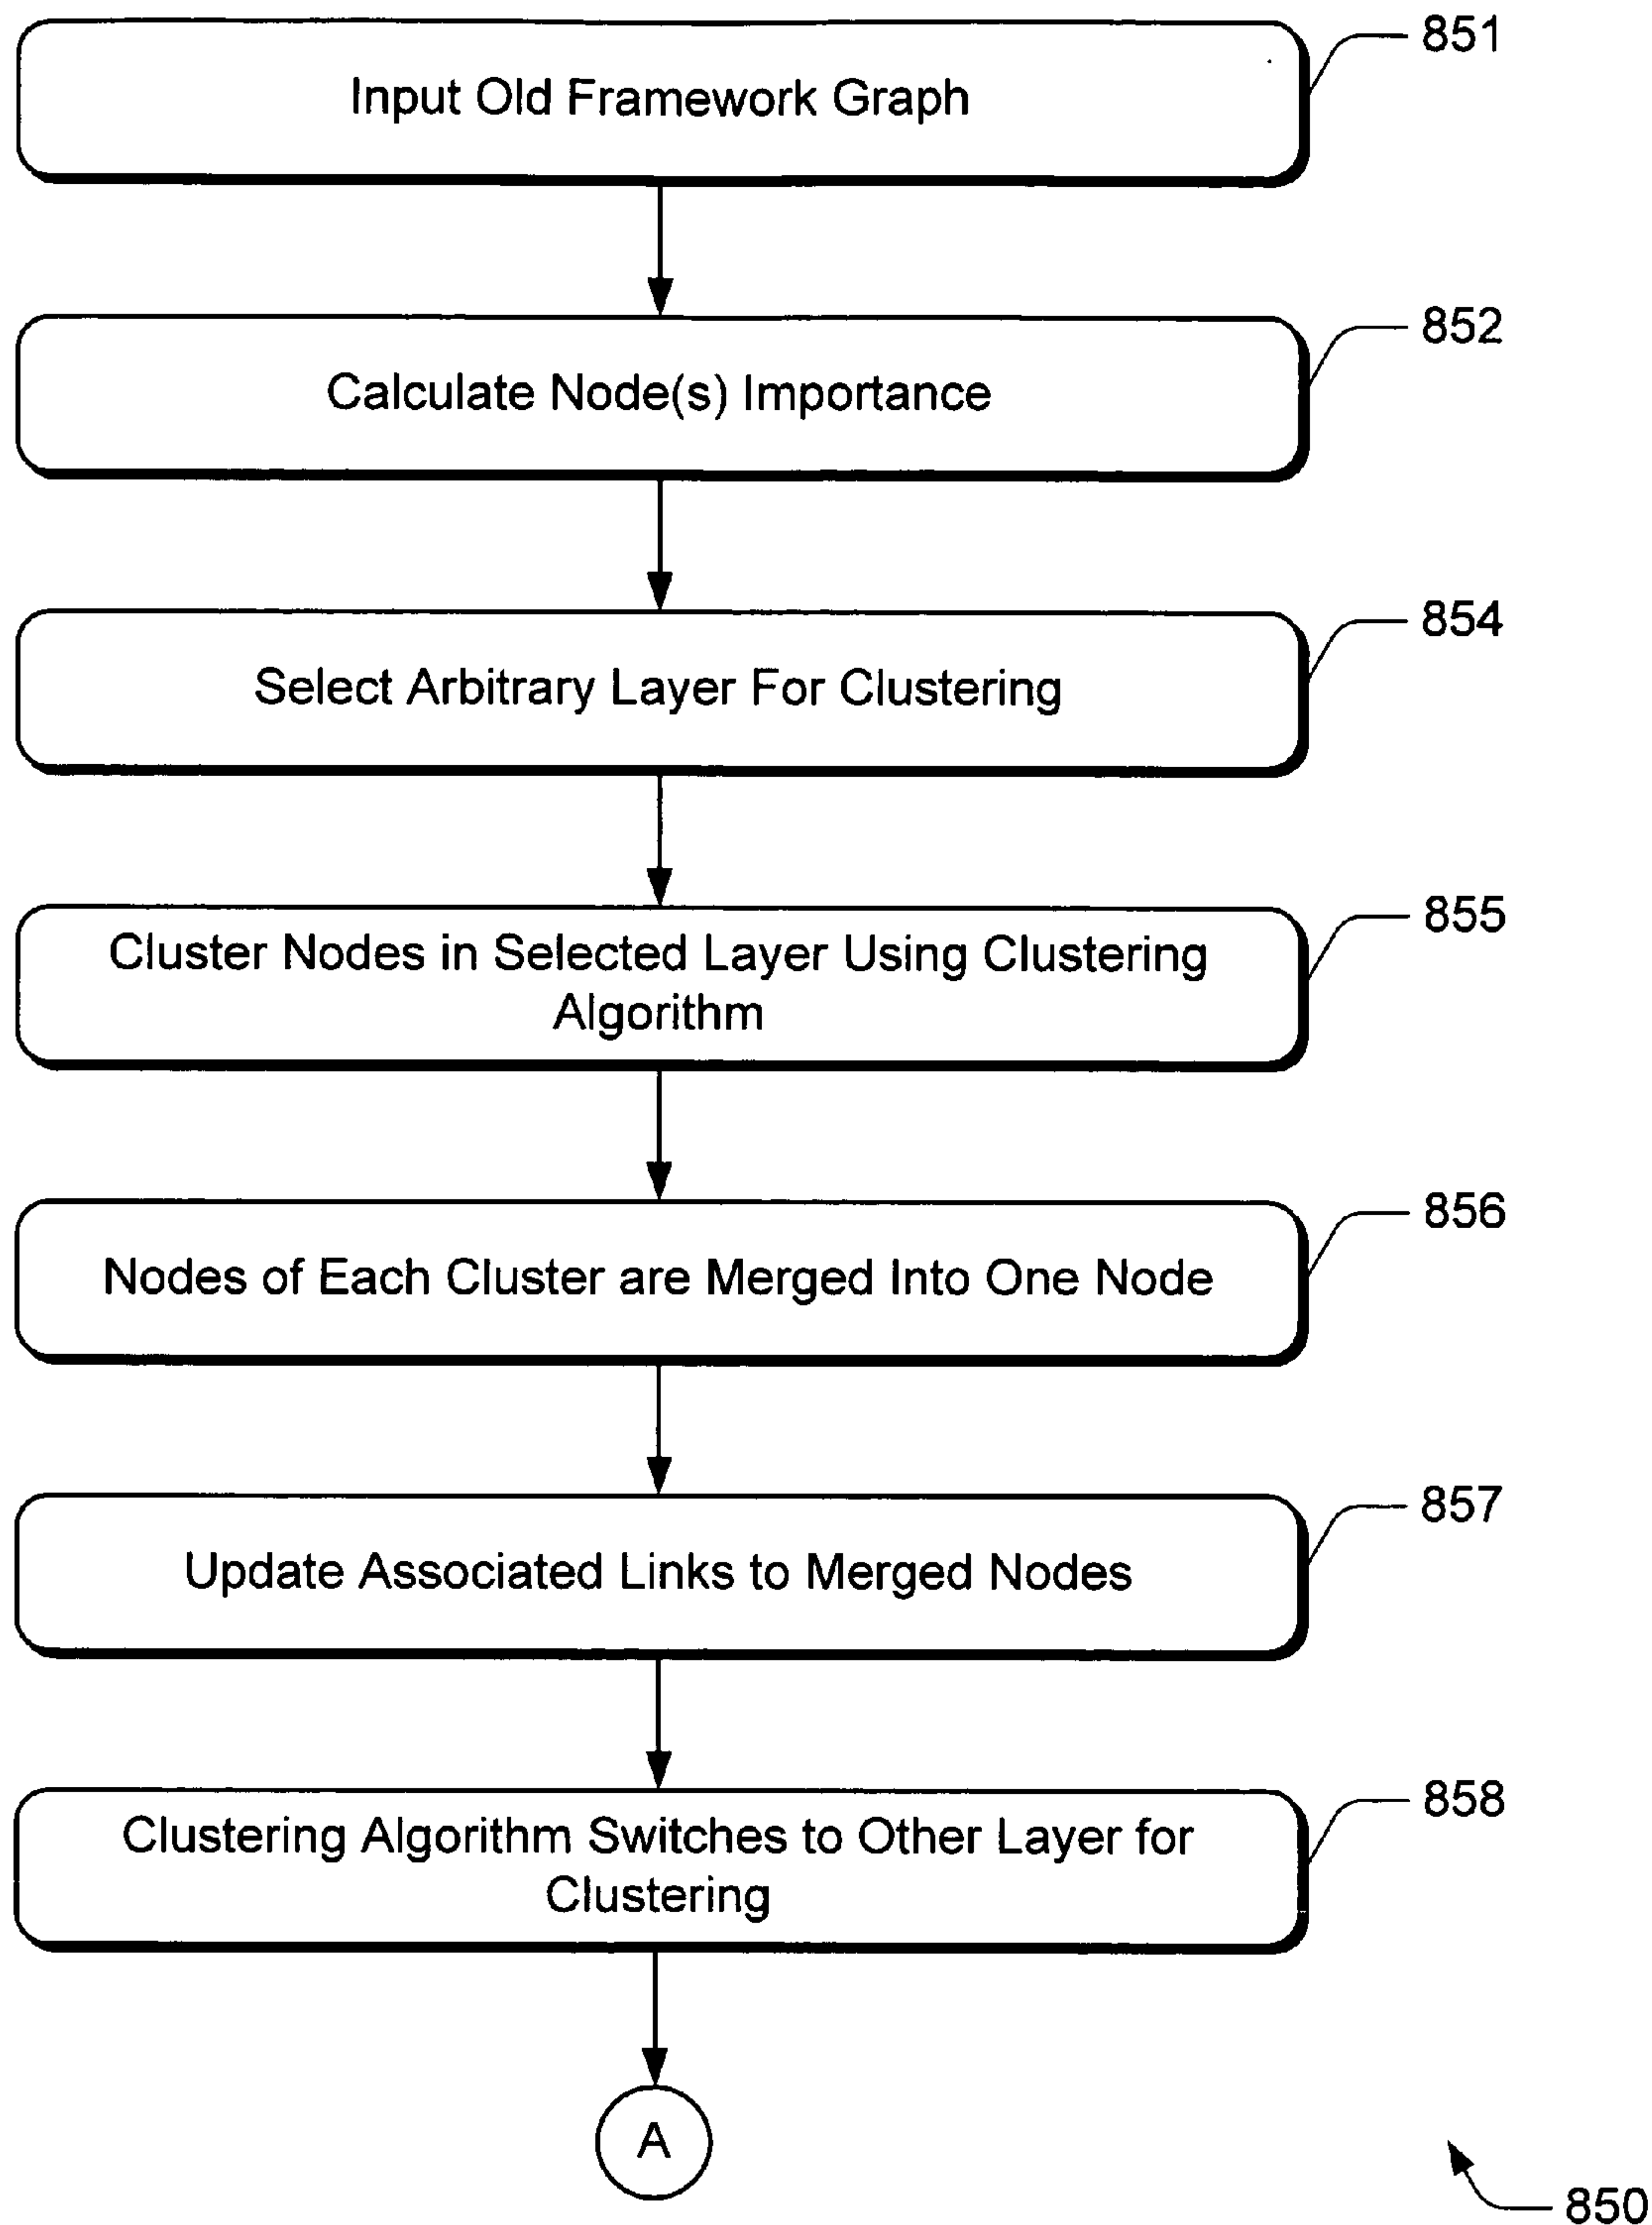 851
Input Old Framework Graph
852
Calculate Node(s) Importance
854
Select Arbitrary Layer For Clustering
855
Cluster Nodes in Selected Layer Using Clustering
Algorithm
856
Nodes of Each Cluster are Merged Into One Node
857
Update Associated Links to Merged Nodes
858
Clustering Algorithm Switches to Other Layer for
Clustering
A
850